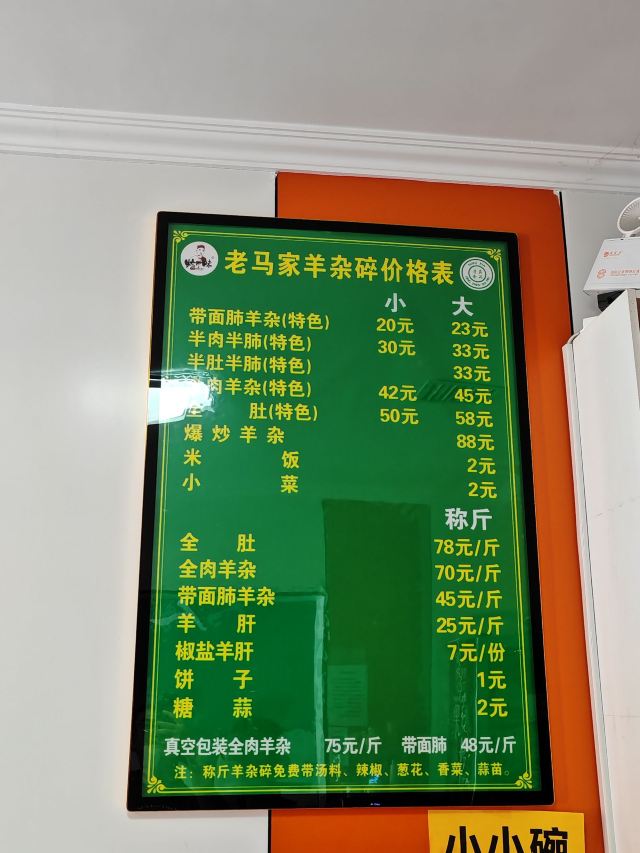 老马家羊杂碎价格表
小 大
带面肺羊杂(特色) 20元 23元
半肉半肺(特色) 30元 33元
半肚半肺(特色) 33元
肉羊杂(特色) 42元 45元
全 肚(特色) 50元 58元
爆炒羊杂 88元
米 饭 2元
小 菜 2元
称斤
全 肚 78元/斤
全肉羊杂 70元/斤
带面肺羊杂 45元/斤
羊 肝 25元/斤
椒盐羊肝 7元/份
饼 子 1元
糖 蒜 2元
真空包装全肉羊杂 75元/斤 带面肺 48元/斤
注：称斤羊杂碎免费带汤料、辣椒、葱花、香菜、蒜苗。
小小碗